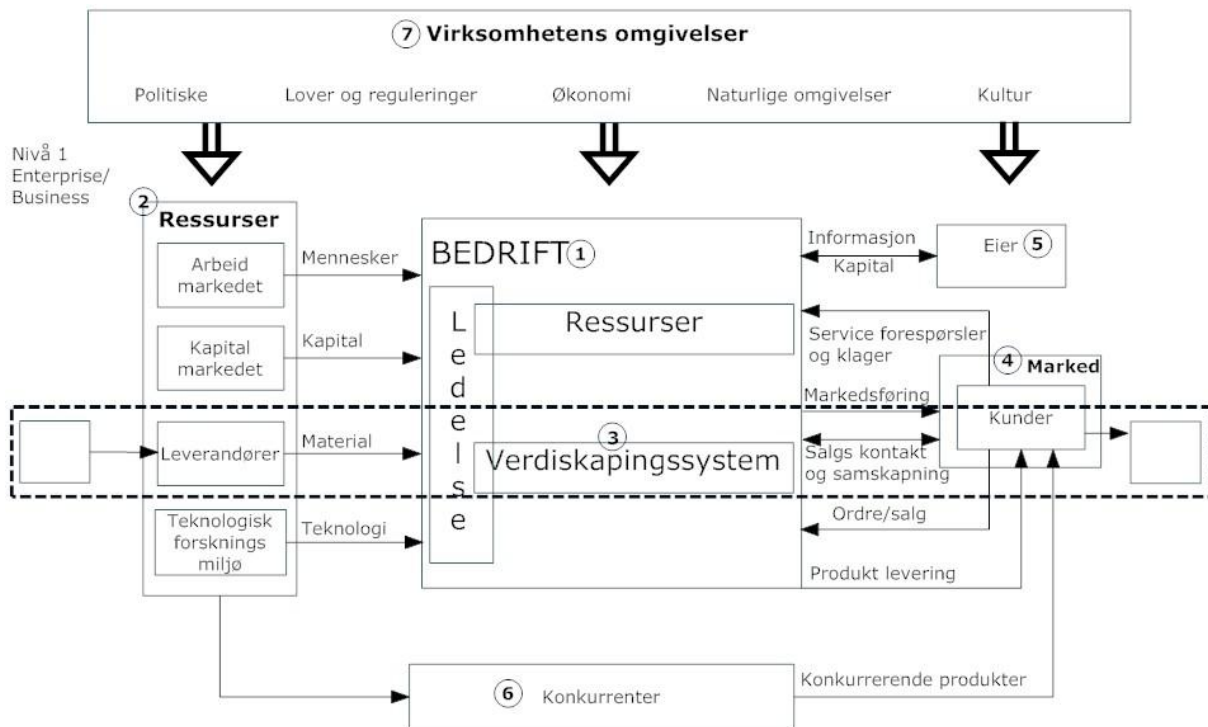 7 Virksomhetens omgivelser
Politiske
Lover og reguleringer
Økonomi
Naturlige omgivelser
Kultur
Nivå 1
Enterprise/
Business
2
Ressurser
Arbeid
markedet
Mennesker
Kapital
markedet
Kapital
Leverandører
Material
Teknologisk
forsknings
miljø
Teknologi
BEDRIFT 1
Ledelse
Ressurser
3
Verdiskapingssystem
Informasjon
Kapital
Eier 5
Service forespørsler
og klager
4 Marked
Markedsføring
Kunder
Salgs kontakt
og samskapning
Ordre/salg
Produkt levering
6 Konkurrenter
Konkurrerende produkter